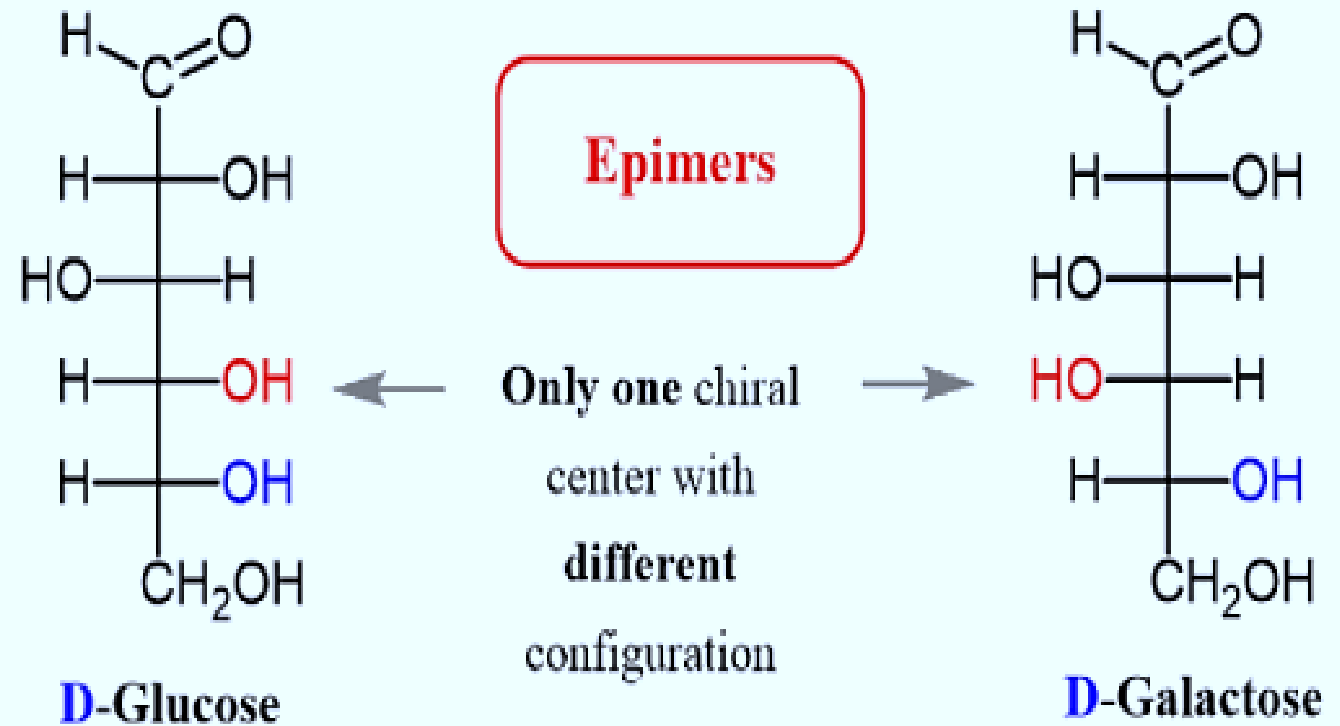 H O
C
H OH
HO H
H OH
H OH
CH₂OH
D-Glucose
Epimers
Only one chiral
center with
different
configuration
H O
C
H OH
HO H
HO H
H OH
CH₂OH
D-Galactose